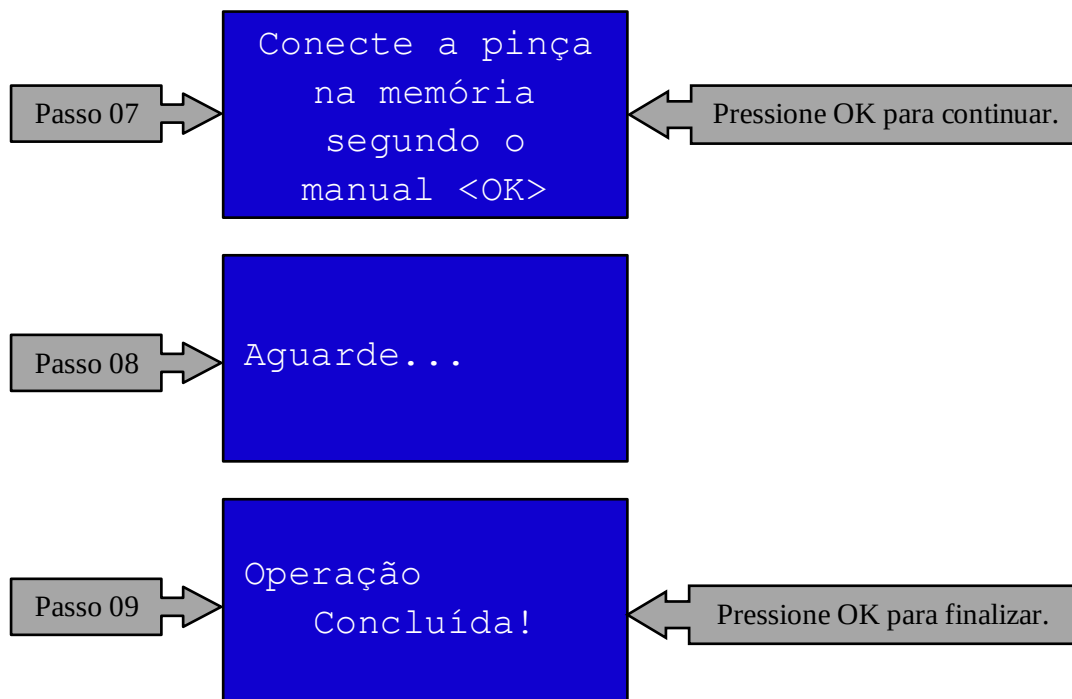 Passo 07
Conecte a pinça
na memória
segundo o
manual <OK>
Pressione OK para continuar.
Passo 08
Aguarde...
Passo 09
Operação
Concluída!
Pressione OK para finalizar.